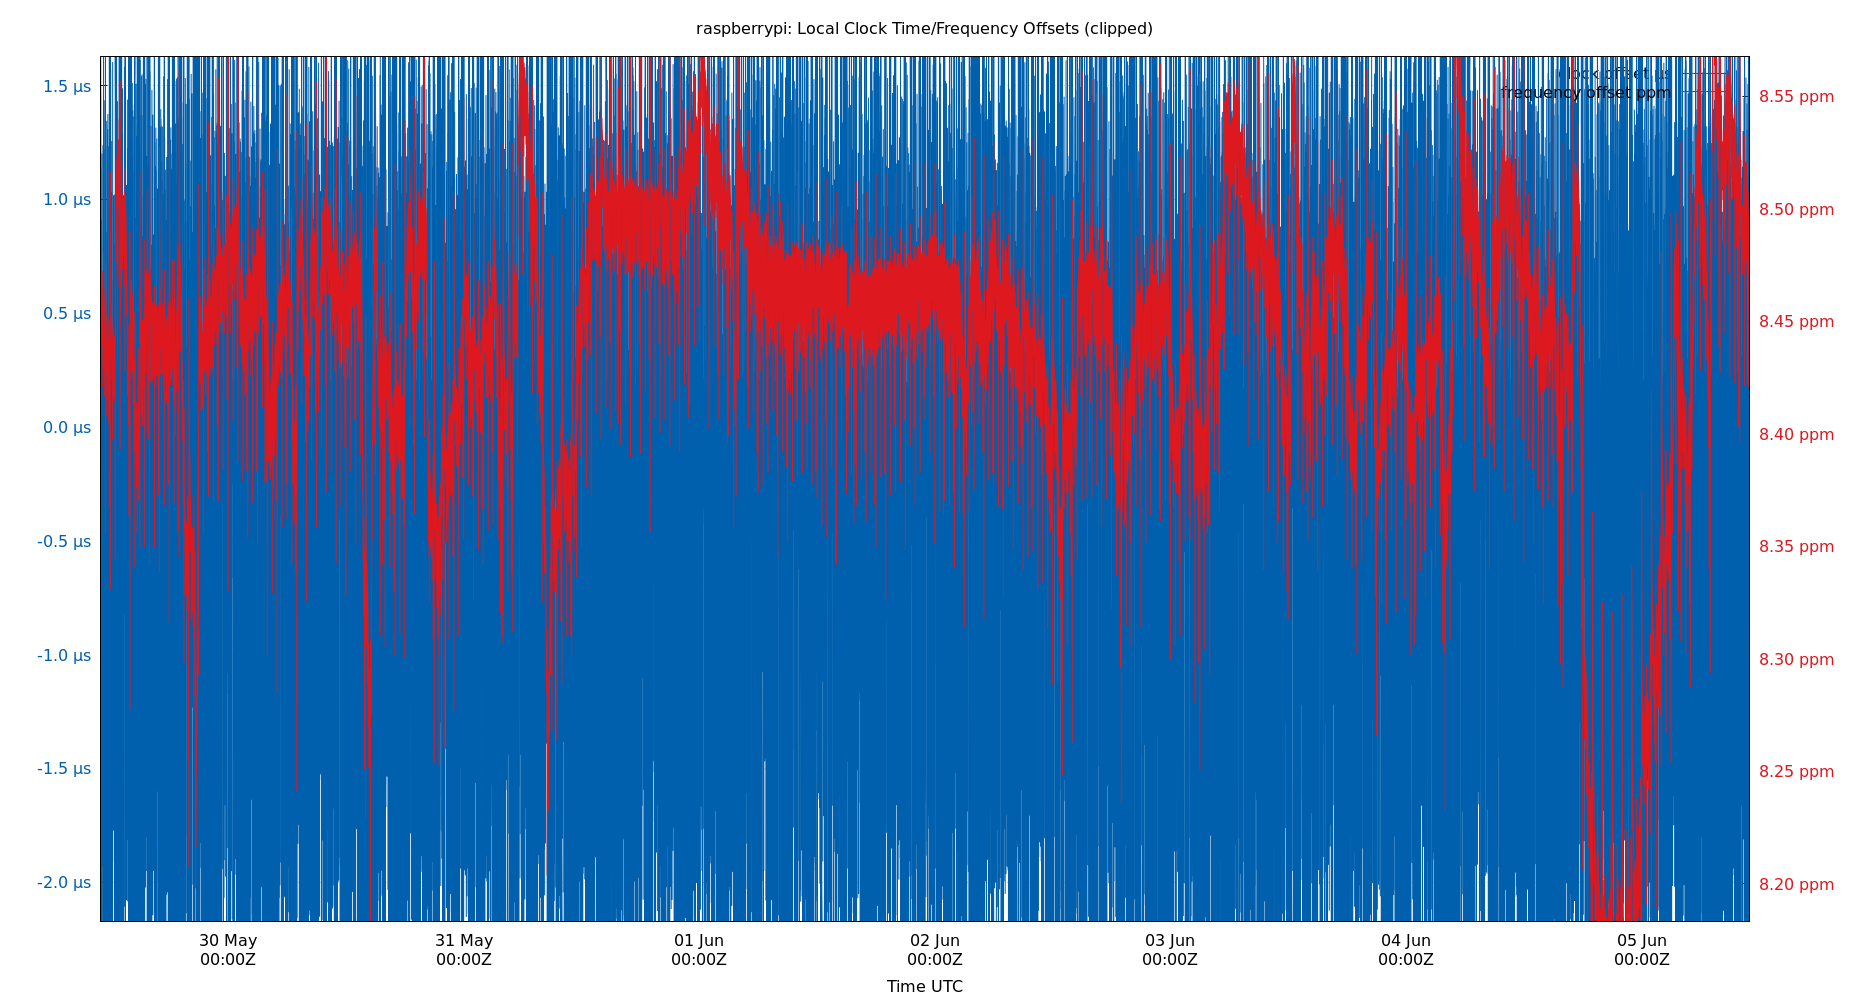 raspberrypi: Local Clock Time/Frequency Offsets (clipped)
clock offset µs
frequency offset ppm
1.5 µs
1.0 µs
0.5 µs
0.0 µs
-0.5 µs
-1.0 µs
-1.5 µs
-2.0 µs
8.55 ppm
8.50 ppm
8.45 ppm
8.40 ppm
8.35 ppm
8.30 ppm
8.25 ppm
8.20 ppm
30 May
00:00Z
31 May
00:00Z
01 Jun
00:00Z
02 Jun
00:00Z
03 Jun
00:00Z
04 Jun
00:00Z
05 Jun
00:00Z
Time UTC